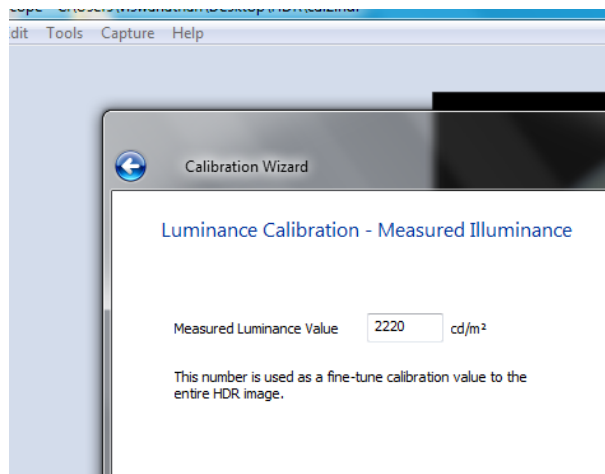 Tools Capture Help
Calibration Wizard
Luminance Calibration - Measured Illuminance
Measured Luminance Value 2220 cd/m²
This number is used as a fine-tune calibration value to the
entire HDR image.